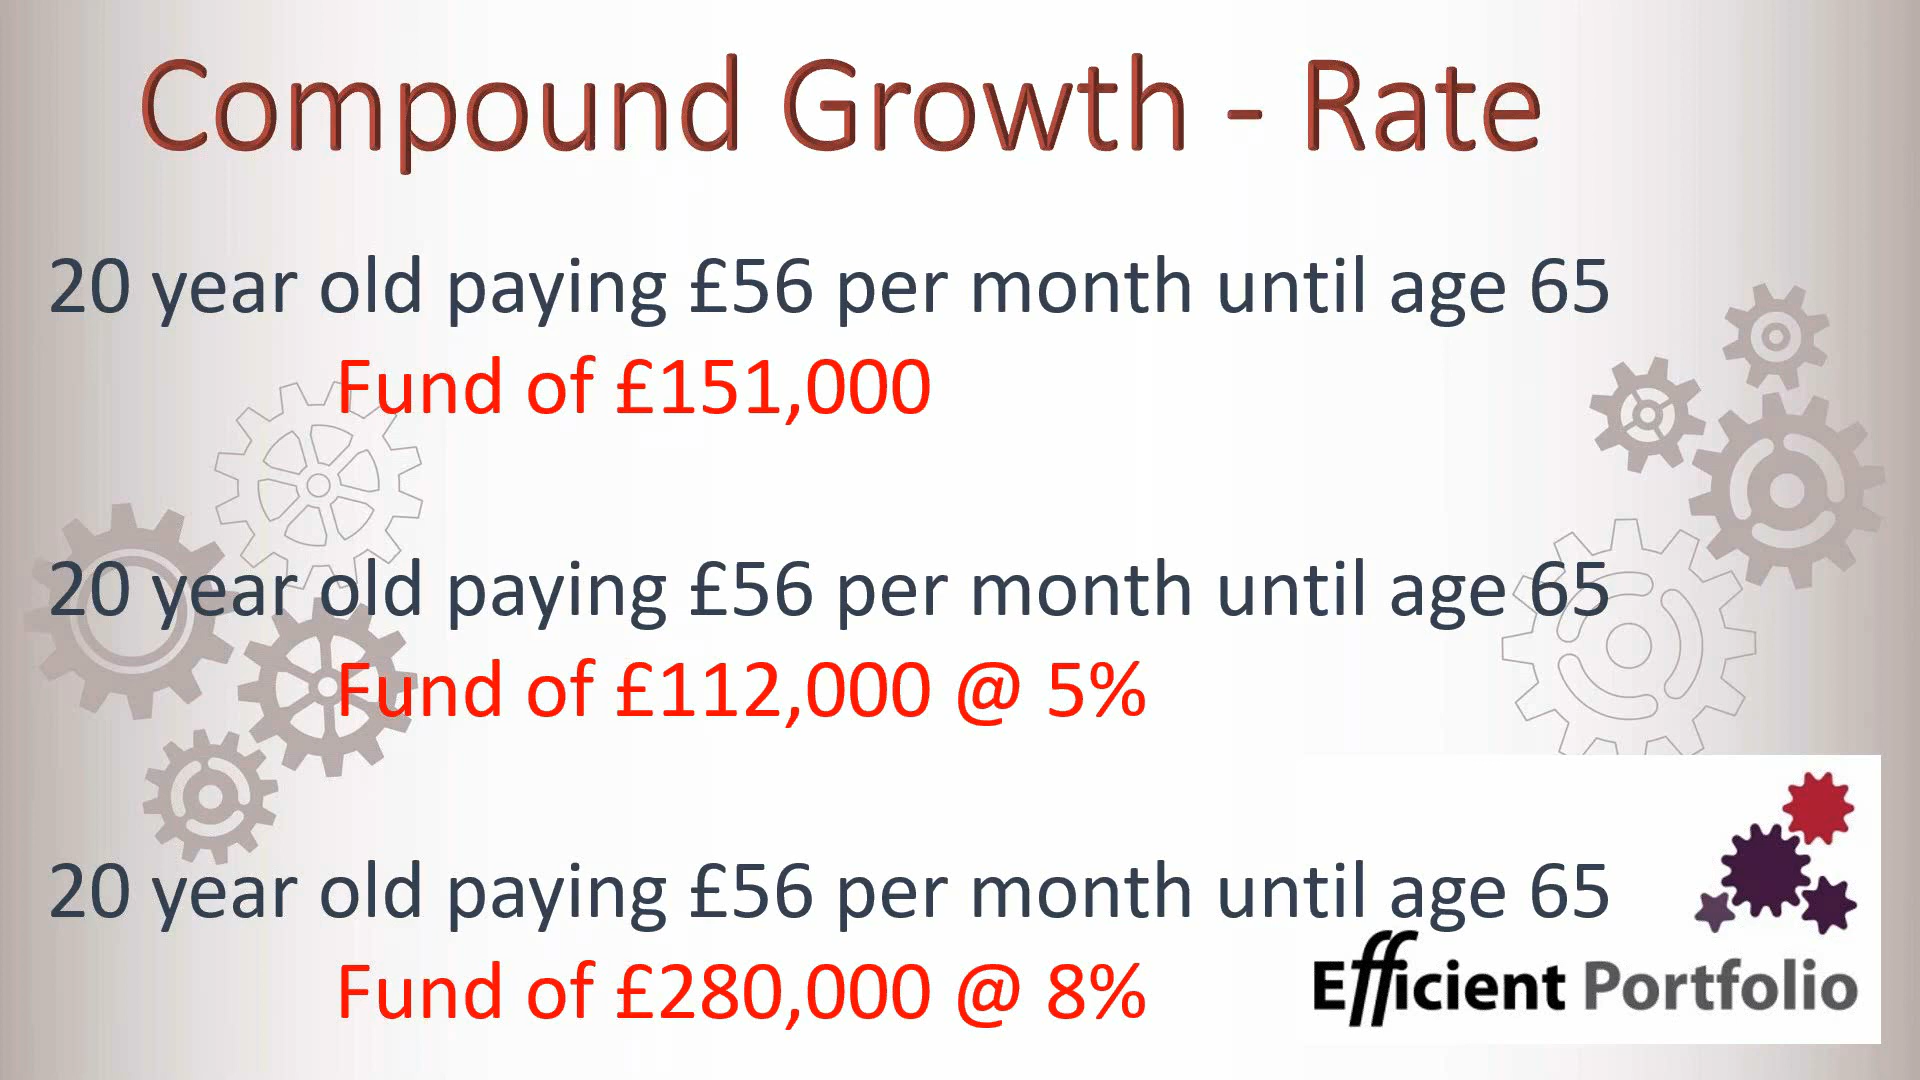 Compound Growth - Rate
20 year old paying £56 per month until age 65
Fund of £151,000
20 year old paying £56 per month until age 65
Fund of £112,000 @ 5%
20 year old paying £56 per month until age 65
Fund of £280,000 @ 8%
Efficient Portfolio